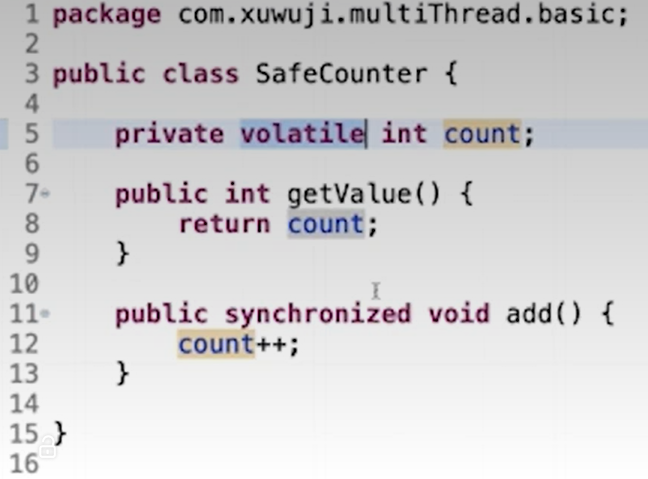 1 package com.xuwuji.multiThread.basic;
2
3 public class SafeCounter {
4
5 private volatile int count;
6
7 public int getValue() {
8 return count;
9 }
10
11 public synchronized void add() {
12 count++;
13 }
14
15 }
16